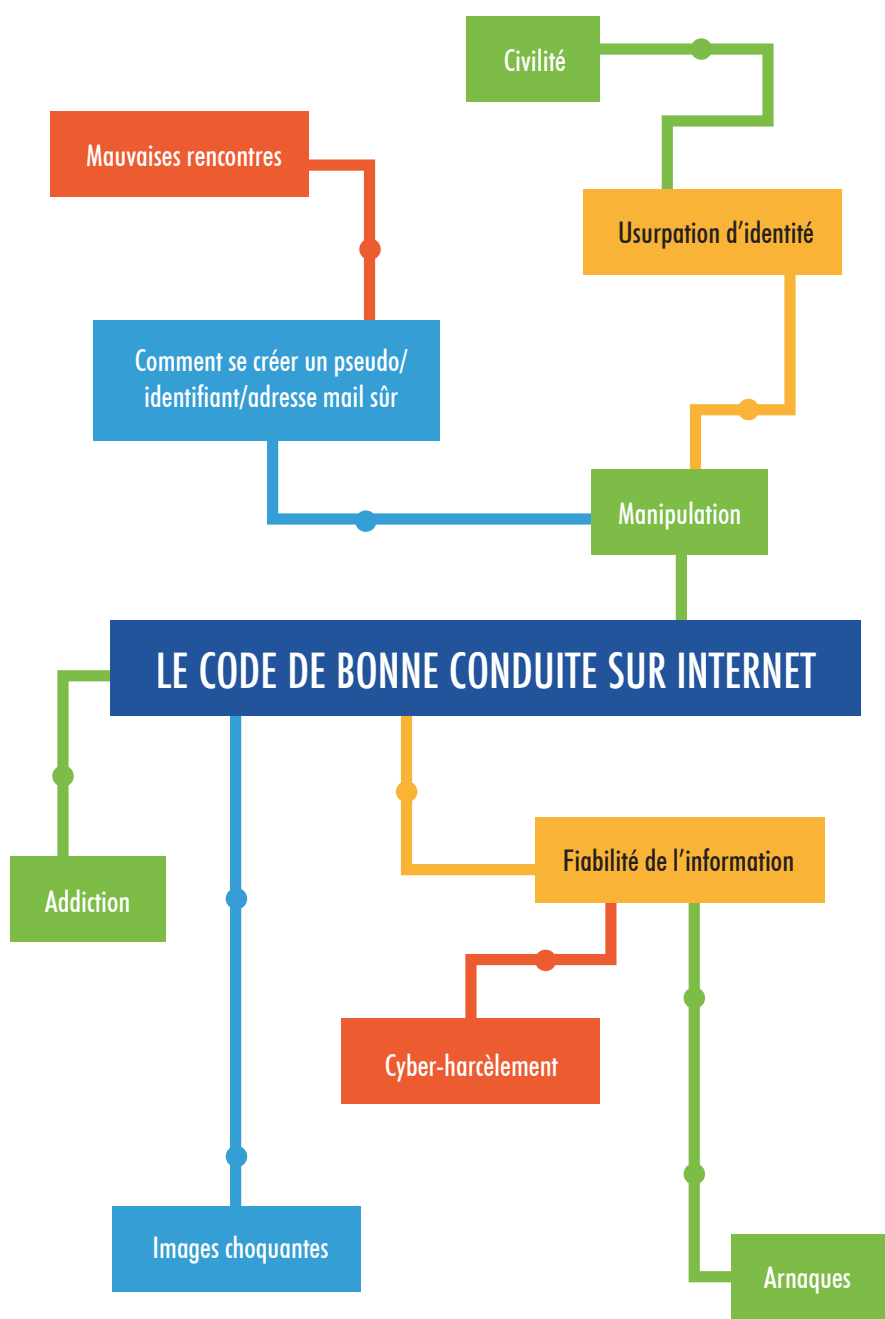 Civilité
Mauvaises rencontres
Usurpation d’identité
Comment se créer un pseudo/
identifiant/adresse mail sûr
Manipulation
LE CODE DE BONNE CONDUITE SUR INTERNET
Fiabilité de l’information
Addiction
Cyber-harcèlement
Images choquantes
Arnaques